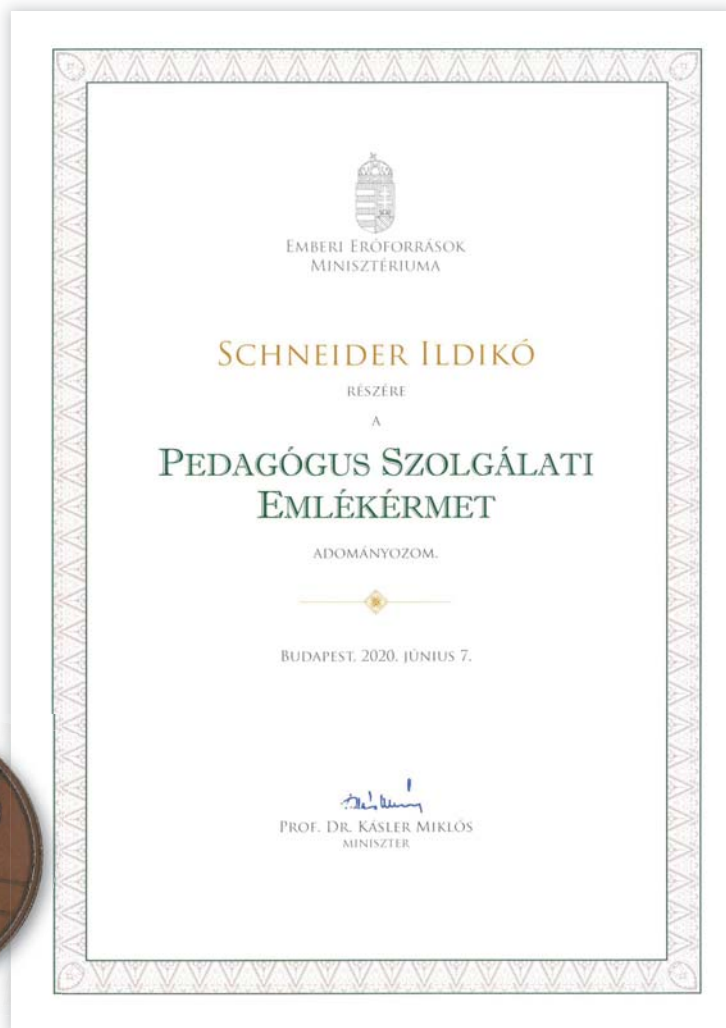 EMBERI ERŐFORRÁSOK
MINISZTÉRIUMA
SCHNEIDER ILDIKÓ
RÉSZÉRE
A
PEDAGÓGUS SZOLGÁLATI
EMLÉKÉRMET
ADOMÁNYOZOM.
BUDAPEST, 2020. JÚNIUS 7.
PROF. DR. KÁSLER MIKLÓS
MINISZTER